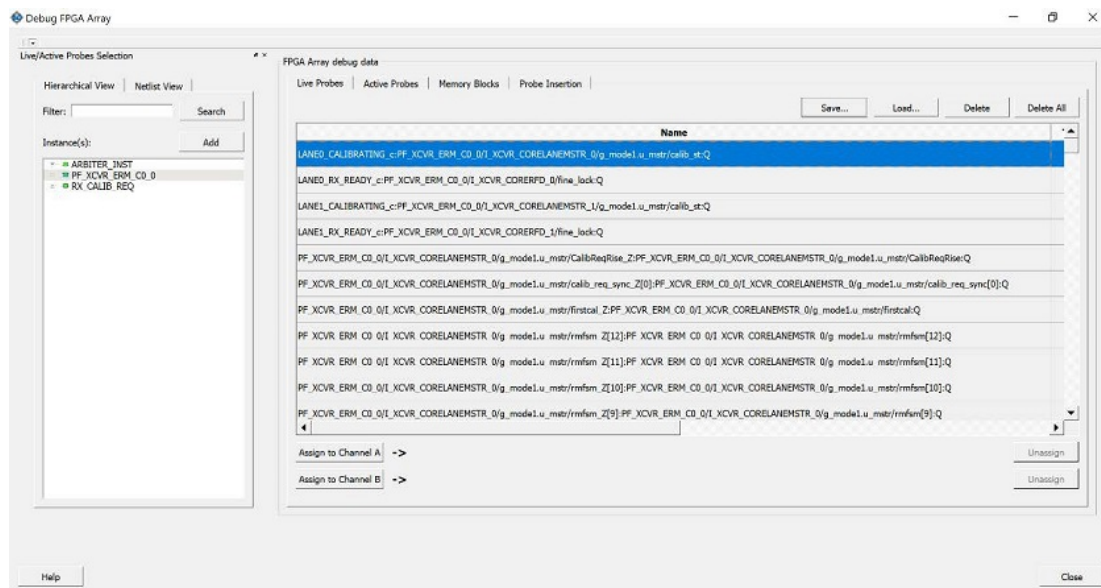 Debug FPGA Array
Live/Active Probes Selection
Hierarchical View
Netlist View
Filter:
Search
Instance(s):
Add
ARBITER_INST
PF_XCVR_ERM_C0_0
RX_CALIB_REQ
FPGA Array debug data
Live Probes
Active Probes
Memory Blocks
Probe Insertion
Save...
Load...
Delete
Delete All
Name
LANE0_CALIBRATING_c:PF_XCVR_ERM_C0_0/I_XCVR_CORELANEMSTR_0/g_mode1.u_mstr/calib_st:Q
LANE0_RX_READY_c:PF_XCVR_ERM_C0_0/I_XCVR_CORERFD_0/fine_lock:Q
LANE1_CALIBRATING_c:PF_XCVR_ERM_C0_0/I_XCVR_CORELANEMSTR_1/g_mode1.u_mstr/calib_st:Q
LANE1_RX_READY_c:PF_XCVR_ERM_C0_0/I_XCVR_CORERFD_1/fine_lock:Q
PF_XCVR_ERM_C0_0/I_XCVR_CORELANEMSTR_0/g_mode1.u_mstr/CalibReqRise_Z:PF_XCVR_ERM_C0_0/I_XCVR_CORELANEMSTR_0/g_mode1.u_mstr/CalibReqRise:Q
PF_XCVR_ERM_C0_0/I_XCVR_CORELANEMSTR_0/g_mode1.u_mstr/calib_req_sync_Z[0]:PF_XCVR_ERM_C0_0/I_XCVR_CORELANEMSTR_0/g_mode1.u_mstr/calib_req_sync[0]:Q
PF_XCVR_ERM_C0_0/I_XCVR_CORELANEMSTR_0/g_mode1.u_mstr/firstcal_Z:PF_XCVR_ERM_C0_0/I_XCVR_CORELANEMSTR_0/g_mode1.u_mstr/firstcal:Q
PF_XCVR_ERM_C0_0/I_XCVR_CORELANEMSTR_0/g_mode1.u_mstr/rmfsm_Z[12]:PF_XCVR_ERM_C0_0/I_XCVR_CORELANEMSTR_0/g_mode1.u_mstr/rmfsm[12]:Q
PF_XCVR_ERM_C0_0/I_XCVR_CORELANEMSTR_0/g_mode1.u_mstr/rmfsm_Z[11]:PF_XCVR_ERM_C0_0/I_XCVR_CORELANEMSTR_0/g_mode1.u_mstr/rmfsm[11]:Q
PF_XCVR_ERM_C0_0/I_XCVR_CORELANEMSTR_0/g_mode1.u_mstr/rmfsm_Z[10]:PF_XCVR_ERM_C0_0/I_XCVR_CORELANEMSTR_0/g_mode1.u_mstr/rmfsm[10]:Q
PF_XCVR_ERM_C0_0/I_XCVR_CORELANEMSTR_0/g_mode1.u_mstr/rmfsm_Z[9]:PF_XCVR_ERM_C0_0/I_XCVR_CORELANEMSTR_0/g_mode1.u_mstr/rmfsm[9]:Q
Assign to Channel A ->
Unassign
Assign to Channel B ->
Unassign
Help
Close